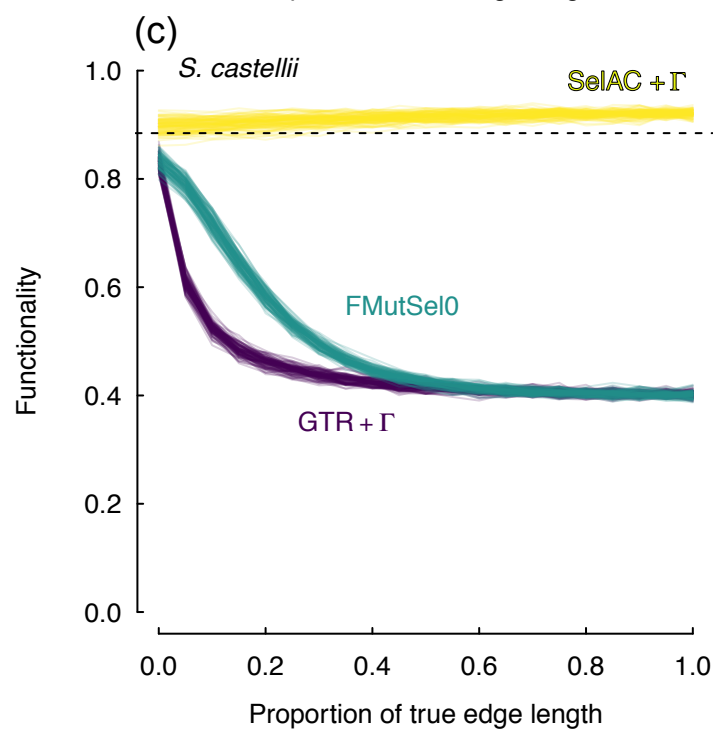 (c)
S. castellii
SelAC + Γ
FMutSel0
GTR + Γ
Functionality
1.0
0.8
0.6
0.4
0.2
0.0
0.0 0.2 0.4 0.6 0.8 1.0
Proportion of true edge length